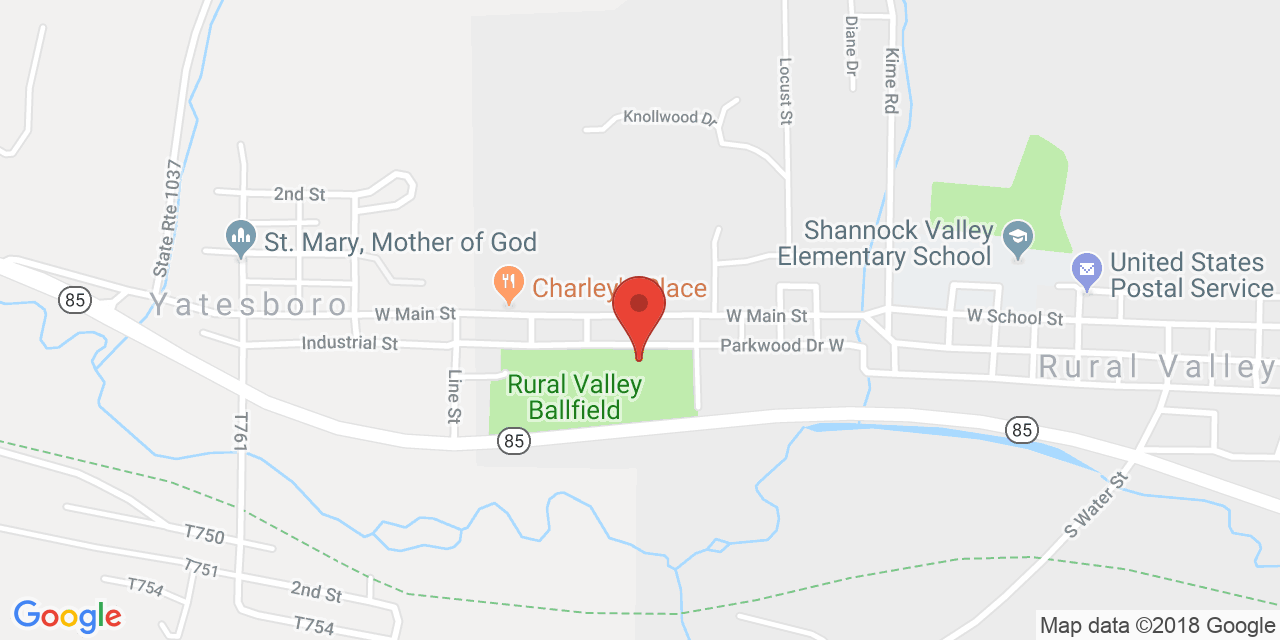 Diane Dr
Kime Rd
Locust St
Knollwood Dr
State Rte 1037
2nd St
St. Mary, Mother of God
Shannock Valley
Elementary School
United States
Postal Service
Yatesboro
85
W Main St
W Main St
W School St
Industrial St
Parkwood Dr W
Rural Valley
Line St
Rural Valley
Ballfield
T761
85
85
S Water St
T750
T751
T754
2nd St
T754
Google
Map data ©2018 Google